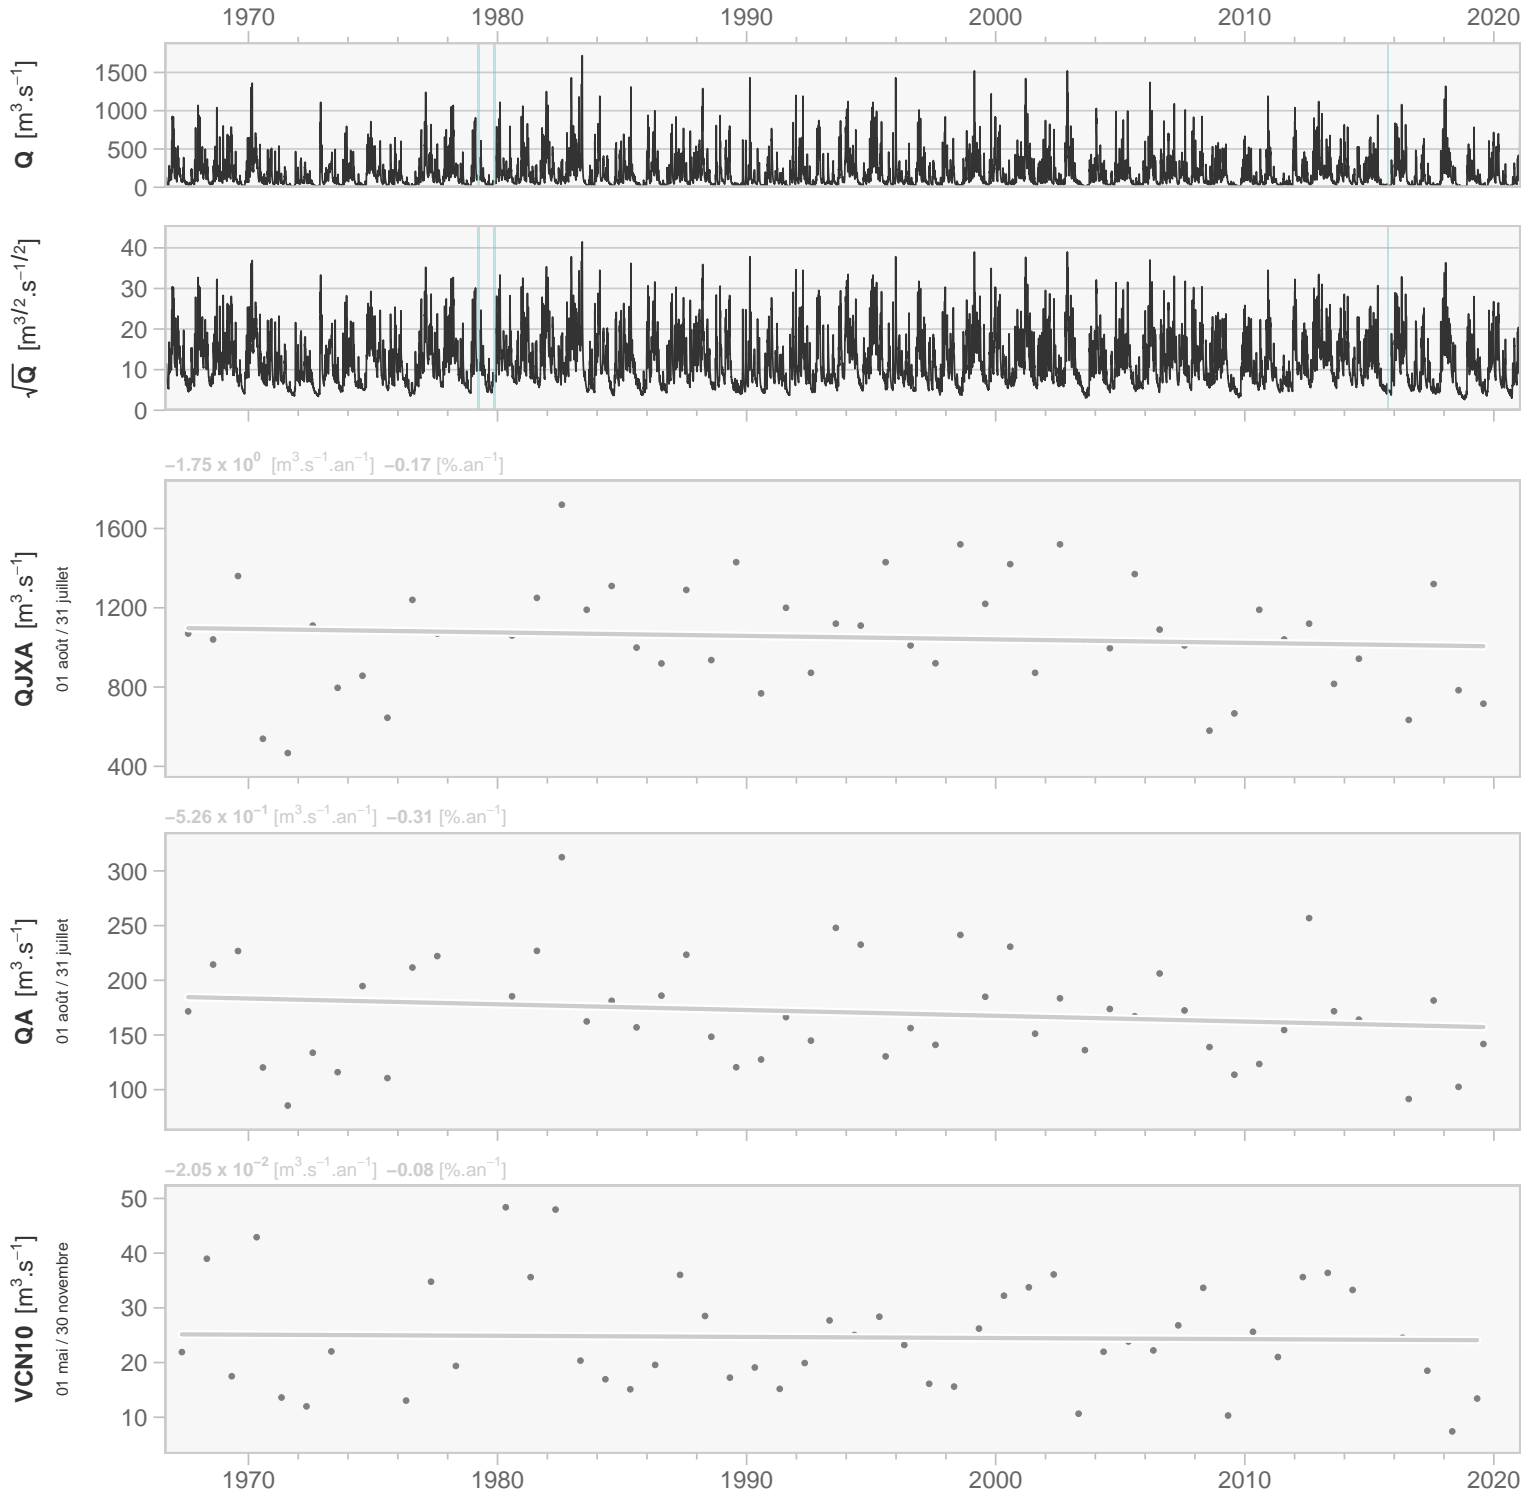 1970 1980 1990 2000 2010 2020
Q [m³.s⁻¹]
1500
1000
500
0
√Q [m³/².s⁻¹/²]
40
30
20
10
0
−1.75 x 10⁰ [m³.s⁻¹.an⁻¹] −0.17 [%.an⁻¹]
QJXA [m³.s⁻¹]
01 août / 31 juillet
1600
1200
800
400
−5.26 x 10⁻¹ [m³.s⁻¹.an⁻¹] −0.31 [%.an⁻¹]
QA [m³.s⁻¹]
01 août / 31 juillet
300
250
200
150
100
−2.05 x 10⁻² [m³.s⁻¹.an⁻¹] −0.08 [%.an⁻¹]
VCN10 [m³.s⁻¹]
01 mai / 30 novembre
50
40
30
20
10
1970 1980 1990 2000 2010 2020